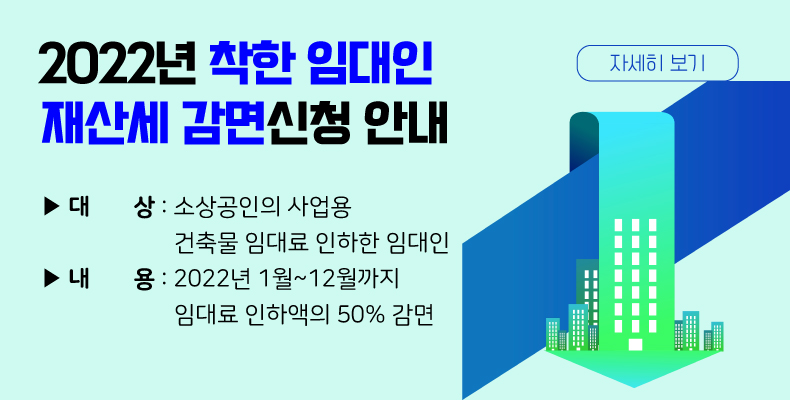 2022년 착한 임대인
재산세 감면신청 안내
자세히 보기
▶ 대 상 : 소상공인의 사업용
건축물 임대료 인하한 임대인
▶ 내 용 : 2022년 1월~12월까지
임대료 인하액의 50% 감면